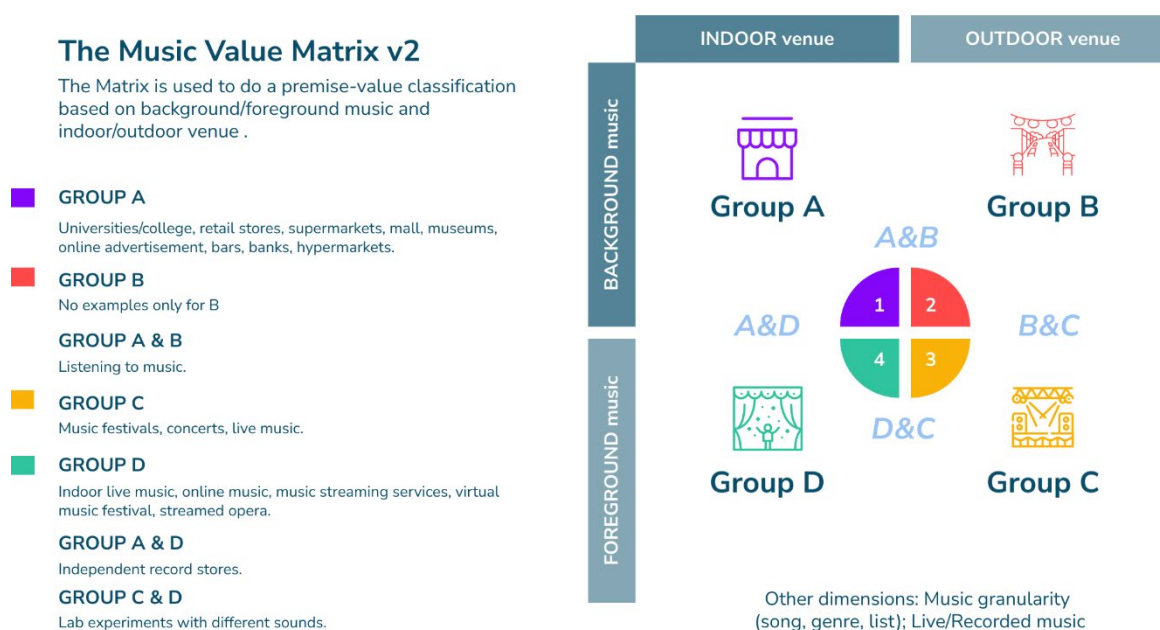 The Music Value Matrix v2
The Matrix is used to do a premise-value classification
based on background/foreground music and
indoor/outdoor venue .
GROUP A
Universities/college, retail stores, supermarkets, mall, museums,
online advertisement, bars, banks, hypermarkets.
GROUP B
No examples only for B
GROUP A & B
Listening to music.
GROUP C
Music festivals, concerts, live music.
GROUP D
Indoor live music, online music, music streaming services, virtual
music festival, streamed opera.
GROUP A & D
Independent record stores.
GROUP C & D
Lab experiments with different sounds.
INDOOR venue
OUTDOOR venue
BACKGROUND music
FOREGROUND music
Group A
Group B
A&B
A&D
1
2
B&C
4
3
D&C
Group D
Group C
Other dimensions: Music granularity
(song, genre, list); Live/Recorded music